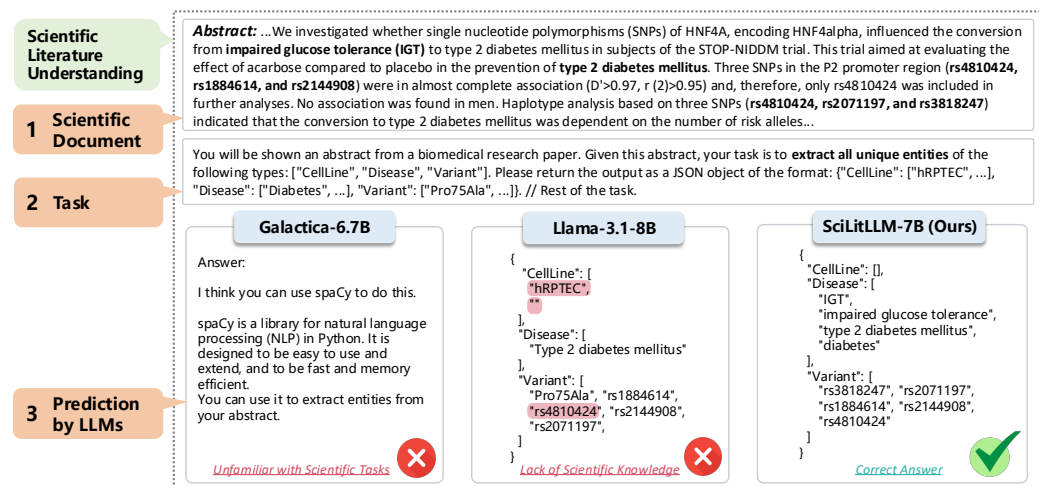 Scientific
Literature
Understanding
Abstract: ...We investigated whether single nucleotide polymorphisms (SNPs) of HNF4A, encoding HNF4alpha, influenced the conversion
from impaired glucose tolerance (IGT) to type 2 diabetes mellitus in subjects of the STOP-NIDDM trial. This trial aimed at evaluating the
effect of acarbose compared to placebo in the prevention of type 2 diabetes mellitus. Three SNPs in the P2 promoter region (rs4810424,
rs1884614, and rs2144908) were in almost complete association (D'>0.97, r (2)>0.95) and, therefore, only rs4810424 was included in
further analyses. No association was found in men. Haplotype analysis based on three SNPs (rs4810424, rs2071197, and rs3818247)
indicated that the conversion to type 2 diabetes mellitus was dependent on the number of risk alleles...
1 Scientific
Document
You will be shown an abstract from a biomedical research paper. Given this abstract, your task is to extract all unique entities of the
following types: ["CellLine", "Disease", "Variant"]. Please return the output as a JSON object of the format: {"CellLine": ["hRPTEC", ...],
"Disease": ["Diabetes", ...], "Variant": ["Pro75Ala", ...]}. // Rest of the task.
2 Task
3 Prediction
by LLMs
Galactica-6.7B
Answer:
I think you can use spaCy to do this.
spaCy is a library for natural language
processing (NLP) in Python. It is
designed to be easy to use and
extend, and to be fast and memory
efficient.
You can use it to extract entities from
your abstract.
Unfamiliar with Scientific Tasks
Llama-3.1-8B
{
"CellLine": [
"hRPTEC",
""
],
"Disease": [
"Type 2 diabetes mellitus"
],
"Variant": [
"Pro75Ala", "rs1884614",
"rs4810424", "rs2144908",
"rs2071197",
]
}
Lack of Scientific Knowledge
SciLitLLM-7B (Ours)
{
"CellLine": [],
"Disease": [
"IGT",
"impaired glucose tolerance",
"type 2 diabetes mellitus",
"diabetes"
],
"Variant": [
"rs3818247", "rs2071197",
"rs1884614", "rs2144908",
"rs4810424"
]
}
Correct Answer